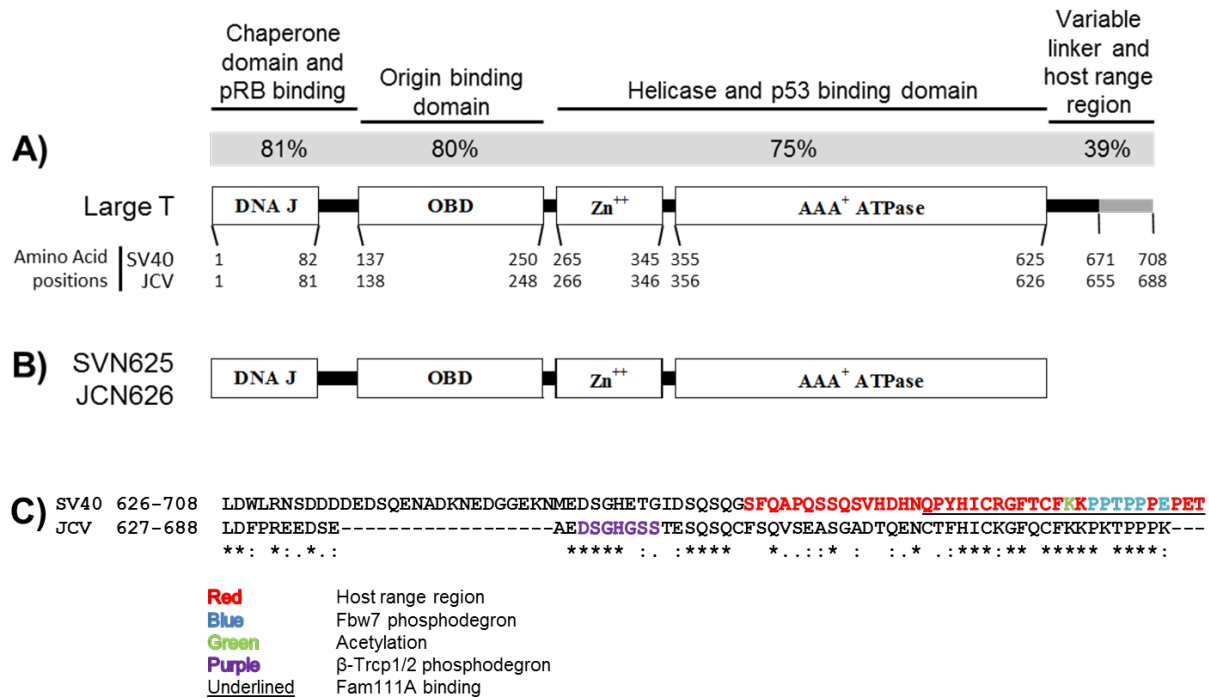 Chaperone domain and pRB binding
Origin binding domain
Helicase and p53 binding domain
Variable linker and host range region
A)
81% 80% 75% 39%
Large T
DNA J OBD Zn++ AAA+ ATPase
Amino Acid positions
SV40 1 82 137 250 265 345 355 625 671 708
JCV 1 81 138 248 266 346 356 626 655 688
B)
SVN625
JCN626
DNA J OBD Zn++ AAA+ ATPase
C)
SV40 626-708 LDWLRNSDDDDEDSQENADKNEDGGEKNMEDSGHETGIDSQSQGSFQAPQSSQSVHDHNQPYHICRGFTCFKKPPTPPPEPET
JCV 627-688 LDFPREEDSE------------------AEDSGHGSSTESQSQCFSQVSEASGADTQENCTFHICKGFQCFKKPKTPPPK---
**: :.*.: ***** :. :**** *..::* : .:* .:***:** **** ****:
Red Host range region
Blue Fbw7 phosphodegron
Green Acetylation
Purple β-Trcp1/2 phosphodegron
Underlined Fam111A binding